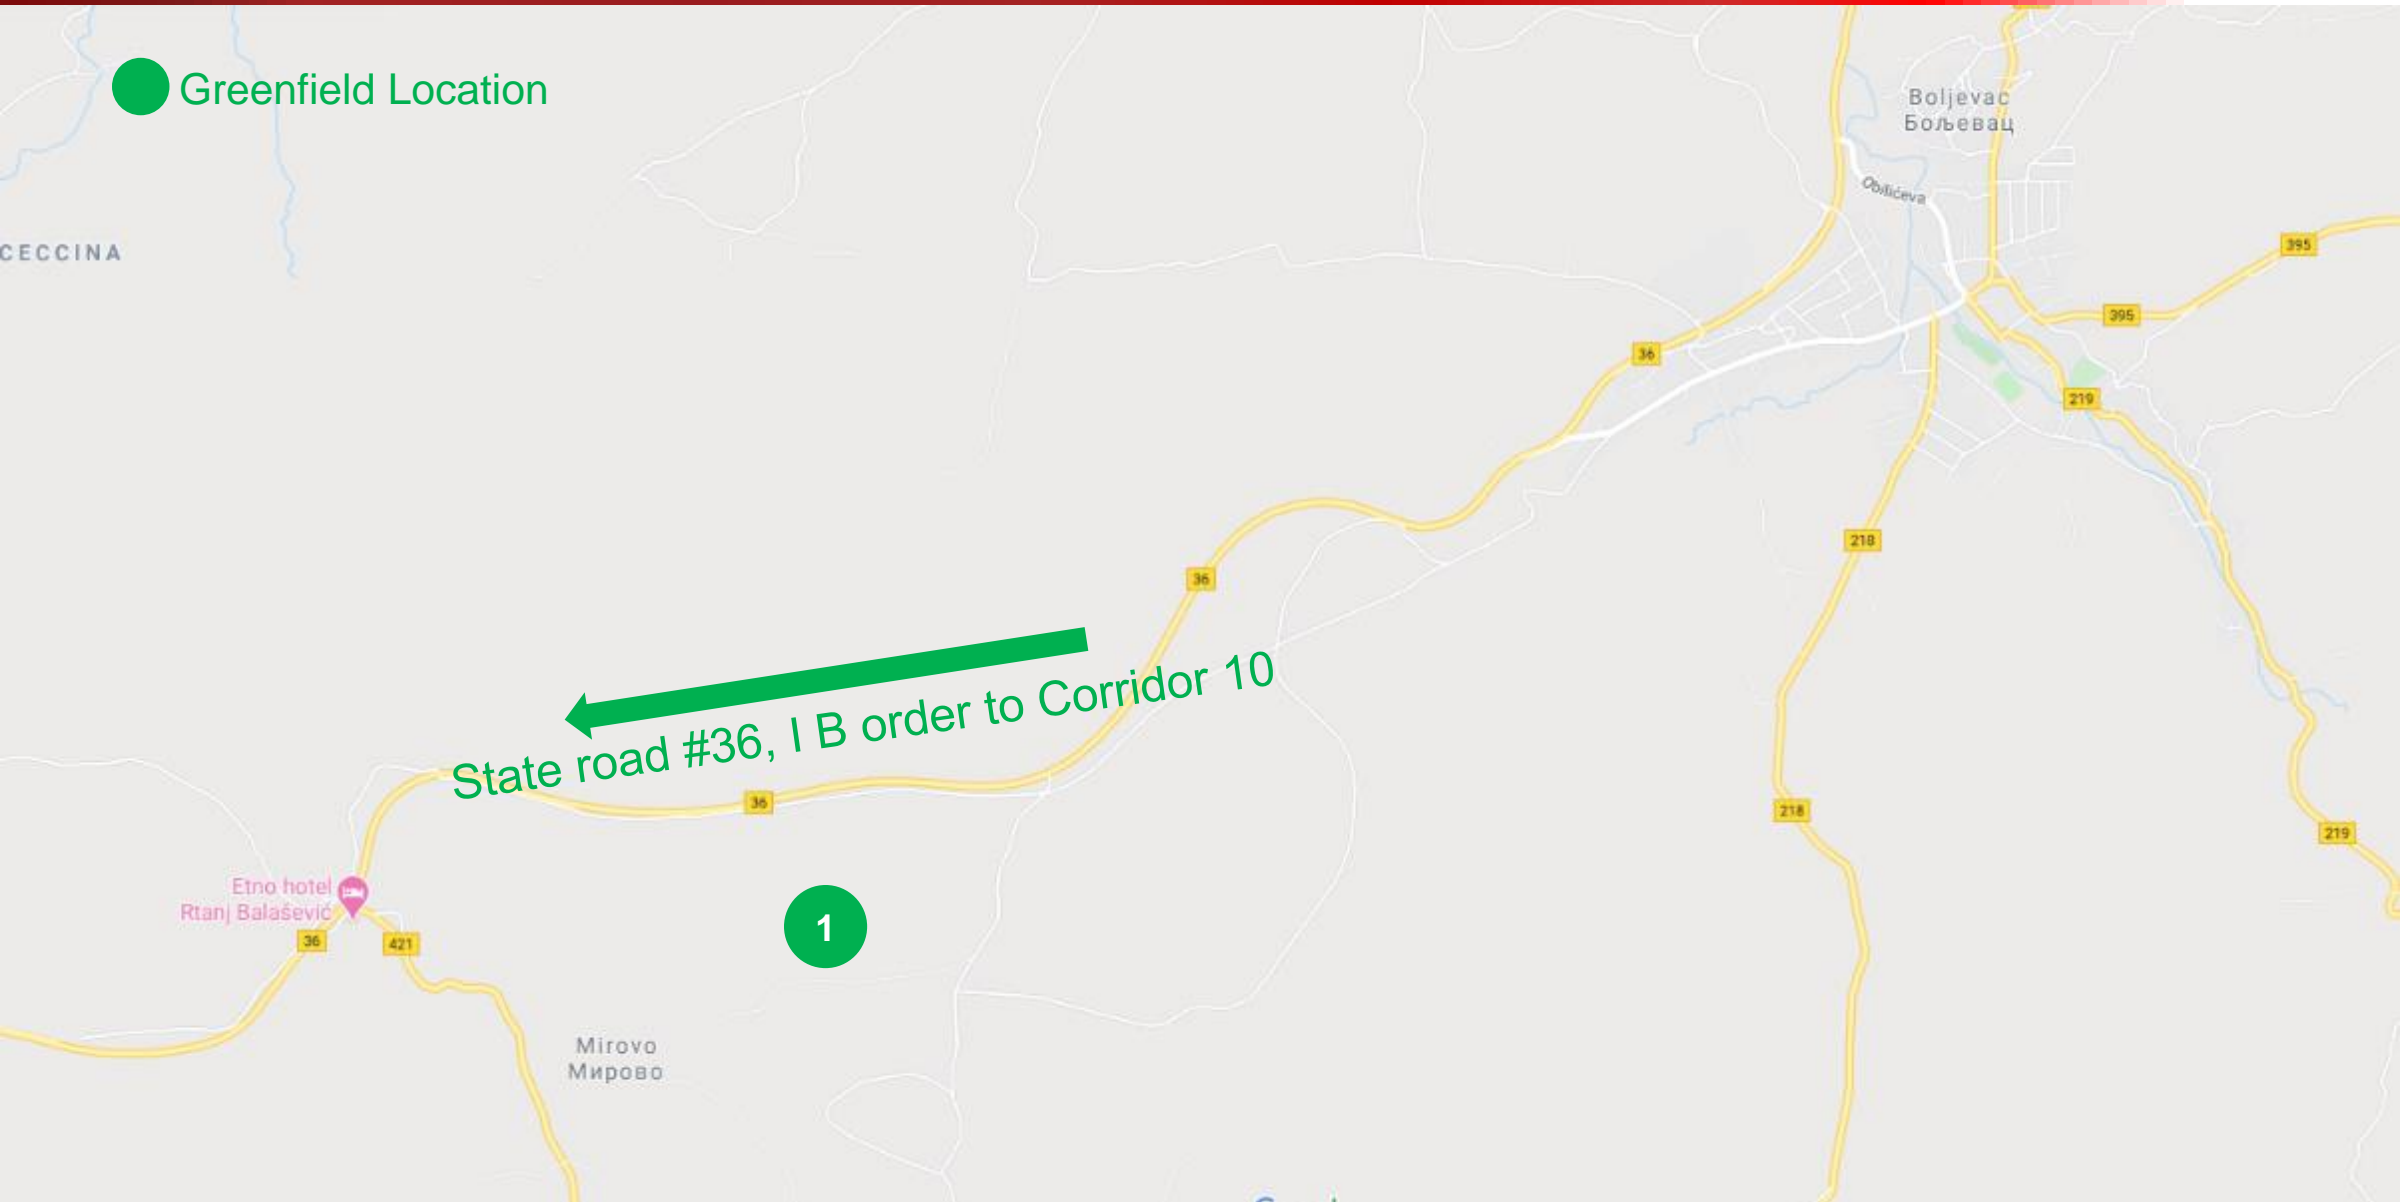 Greenfield Location
Boljevac
Бољевац
Obilićeva
CECCINA
395
395
36
219
218
36
State road #36, I B order to Corridor 10
36
218
219
Etno hotel
Rtanj Balašević
36
421
1
Mirovo
Мирово